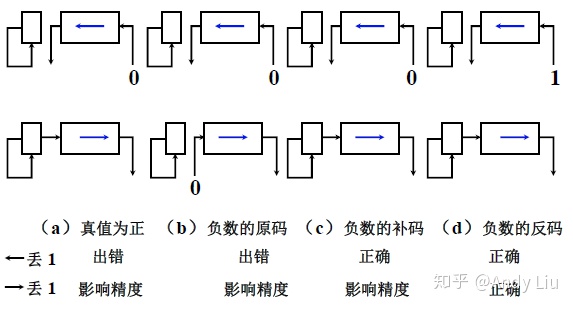 0 0 0 1
0
(a) 真值为正 (b) 负数的原码 (c) 负数的补码 (d) 负数的反码
丢 1 出错 出错 正确 正确
丢 1 影响精度 影响精度 影响精度 正确
知乎 @Andy Liu